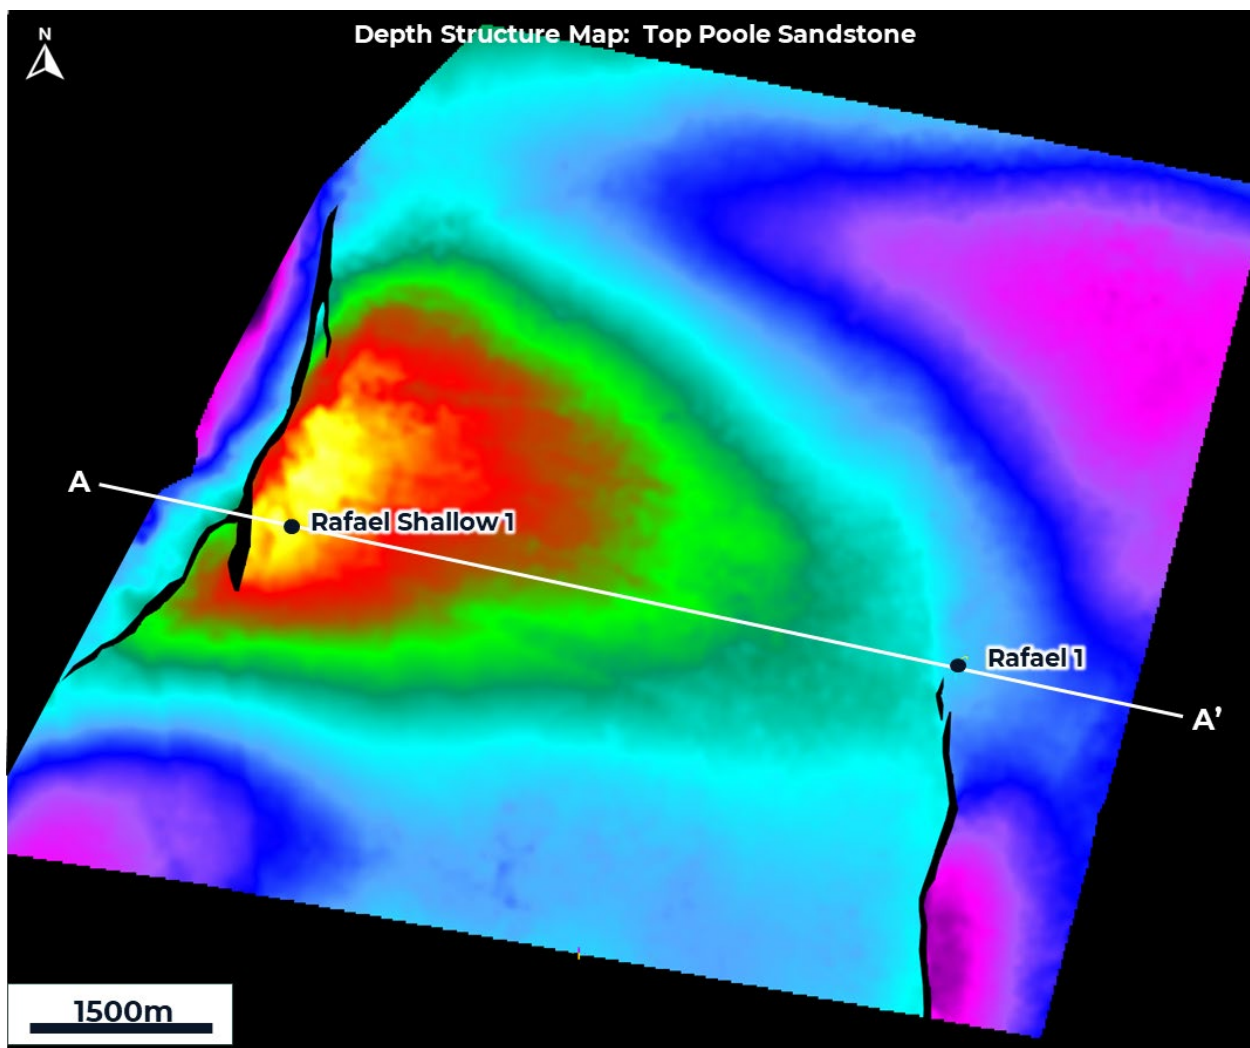 N
Depth Structure Map:  Top Poole Sandstone
A
Rafael Shallow 1
Rafael 1
A’
1500m